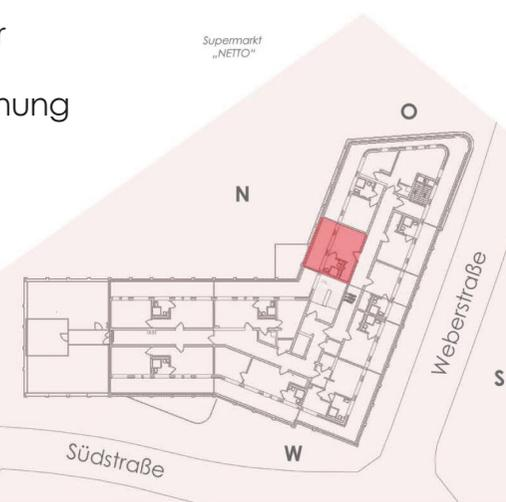 r
Supermarkt
„NETTO“
nung
O
N
Weberstraße
S
W
Südstraße